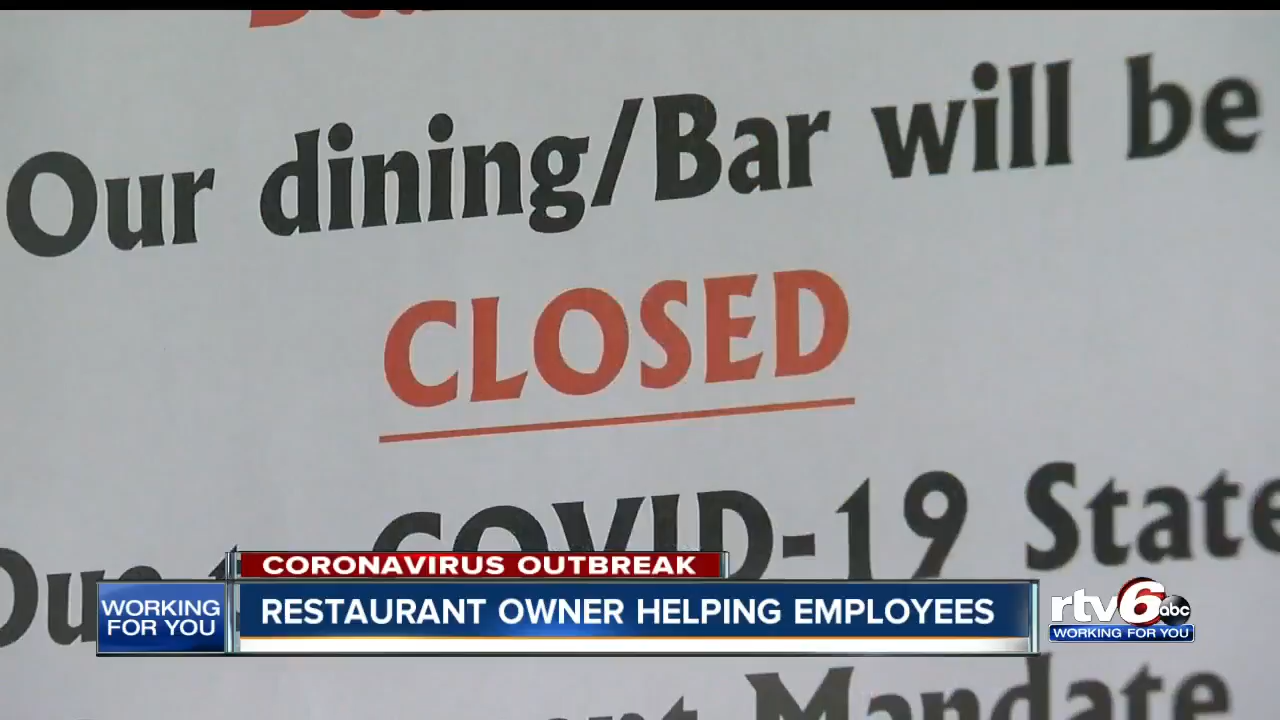 Our dining/Bar will be
CLOSED
COVID-19 State
CORONAVIRUS OUTBREAK
WORKING
FOR YOU
RESTAURANT OWNER HELPING EMPLOYEES
rtv6 abc
WORKING FOR YOU
Mandate